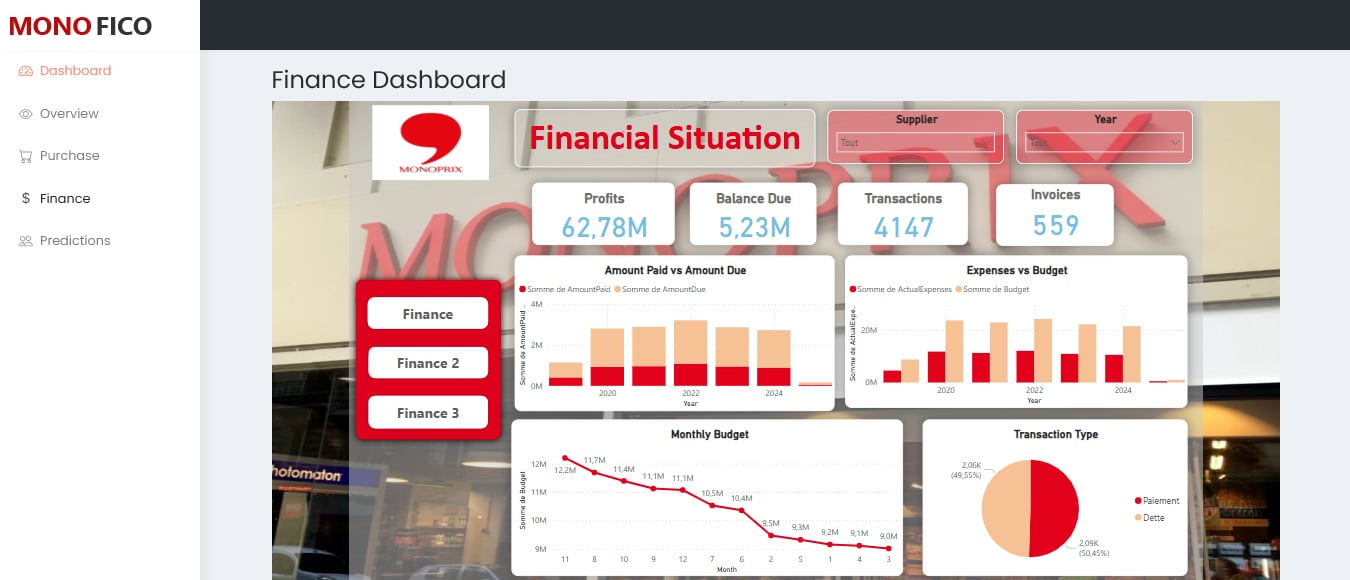 MONO FICO
Dashboard
Overview
Purchase
$ Finance
Predictions
Finance Dashboard
MONOPRIX
Financial Situation
Supplier
Tout
Year
Tout
MONOPRIX
Profits
62,78M
Balance Due
5,23M
Transactions
4147
Invoices
559
Finance
Finance 2
Finance 3
Amount Paid vs Amount Due
Somme de AmountPaid
Somme de AmountDue
Somme de AmountPaid ...
4M
2M
0M
2020
2022
2024
Year
Expenses vs Budget
Somme de ActualExpenses
Somme de Budget
Somme de ActualExpe...
20M
0M
2020
2022
2024
Year
Monthly Budget
Somme de Budget
12M
11M
10M
9M
12,2M
11,7M
11,4M
11,1M
11,1M
10,5M
10,4M
9,5M
9,3M
9,2M
9,1M
9,0M
11 8 10 9 12 7 6 2 5 1 4 3
Month
Transaction Type
2,06K
(49,55%)
2,09K
(50,45%)
Paiement
Dette
hotomaton